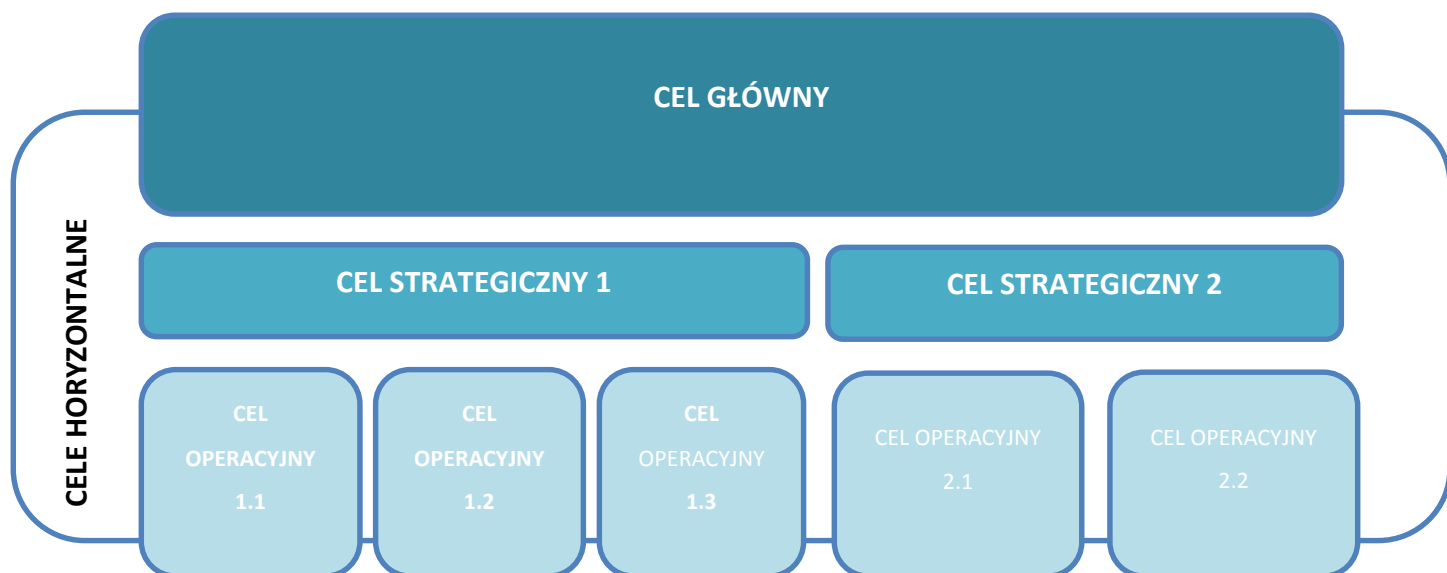 CEL GŁÓWNY
CELE HORYZONTALNE
CEL STRATEGICZNY 1
CEL STRATEGICZNY 2
CEL
OPERACYJNY
1.1
CEL
OPERACYJNY
1.2
CEL
OPERACYJNY
1.3
CEL OPERACYJNY
2.1
CEL OPERACYJNY
2.2